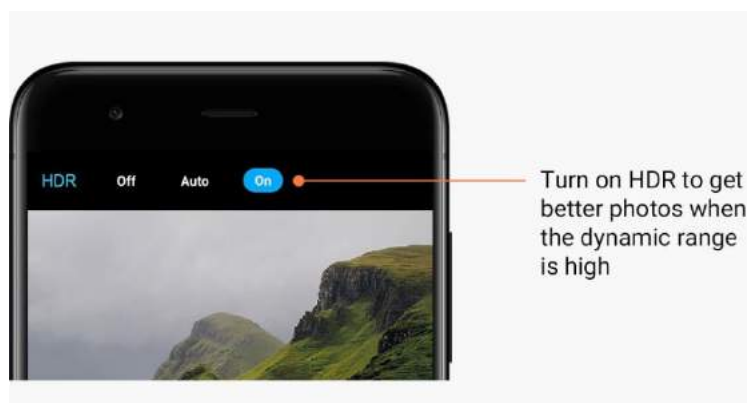 HDR Off Auto On
Turn on HDR to get
better photos when
the dynamic range
is high